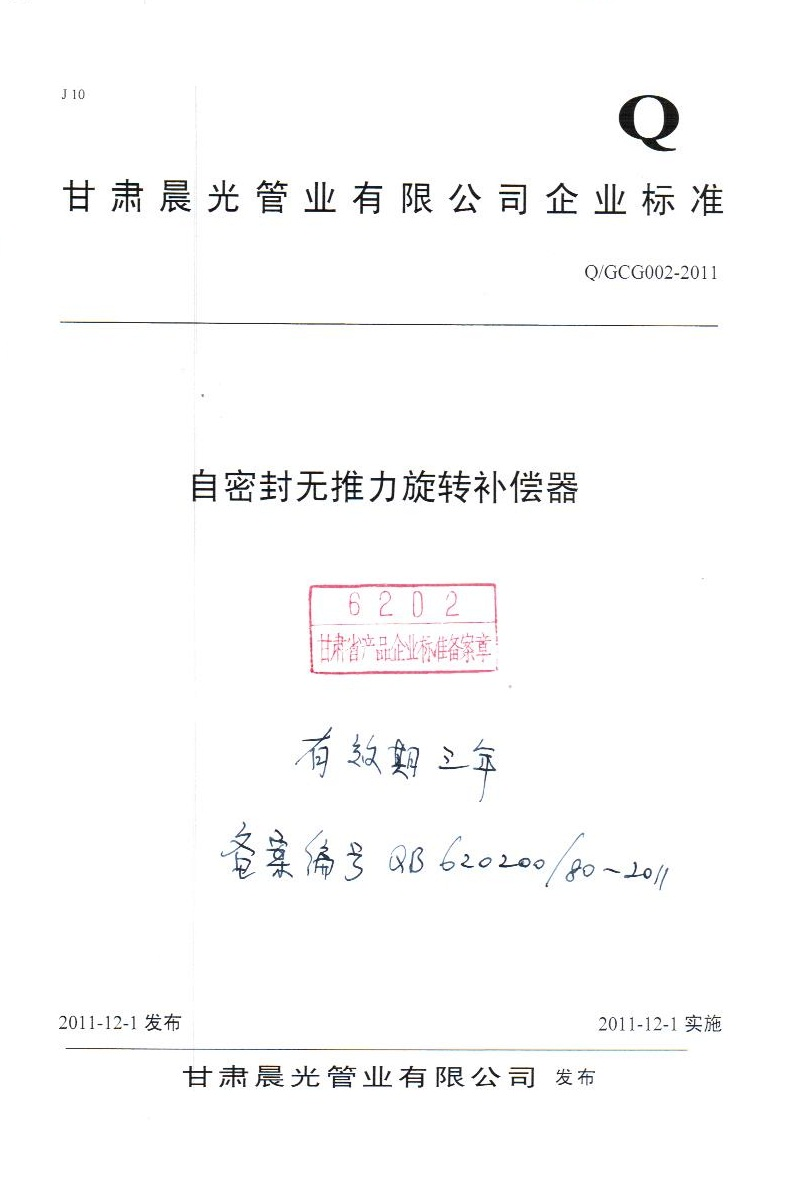 J 10
Q
甘肃晨光管业有限公司企业标准
Q/GCG002-2011
自密封无推力旋转补偿器
6202
甘肃省产品企业标准备案章
有效期三年
备案编号 QB 620200/80-2011
2011-12-1 发布
2011-12-1 实施
甘肃晨光管业有限公司 发布